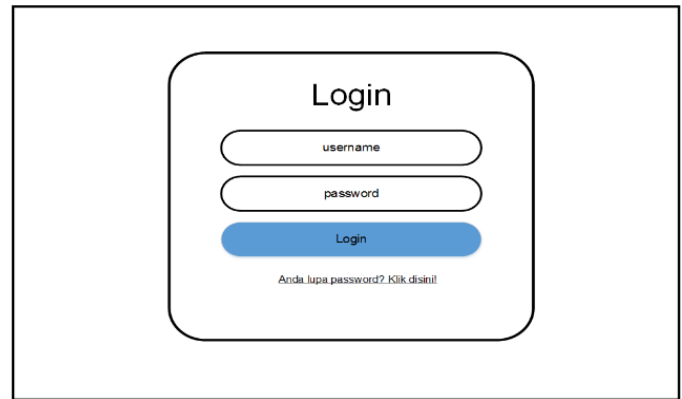 Login
username
password
Login
Anda lupa password? Klik disini!